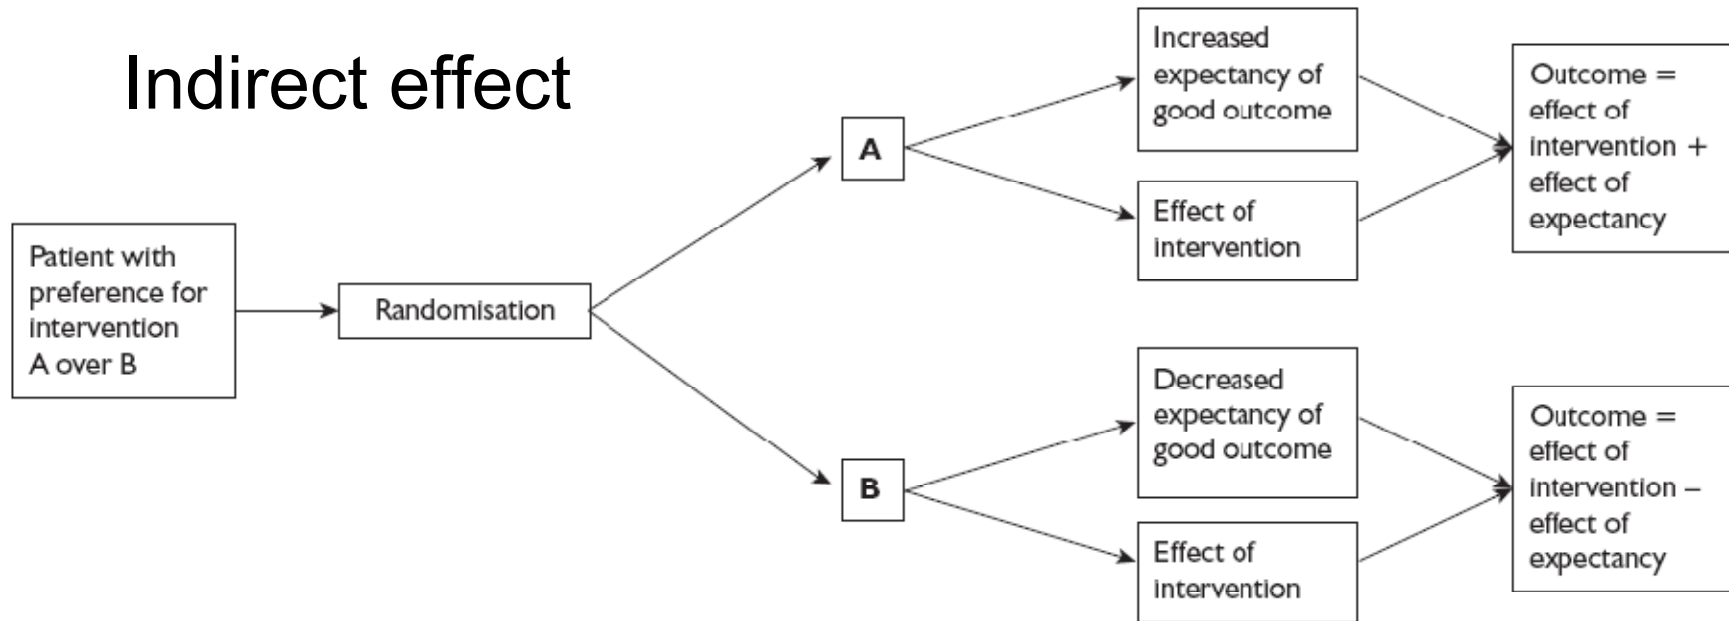 Indirect effect
Patient with
preference for
intervention
A over B
Randomisation
A
Increased
expectancy of
good outcome
Effect of
intervention
Outcome =
effect of
intervention +
effect of
expectancy
B
Decreased
expectancy of
good outcome
Effect of
intervention
Outcome =
effect of
intervention –
effect of
expectancy